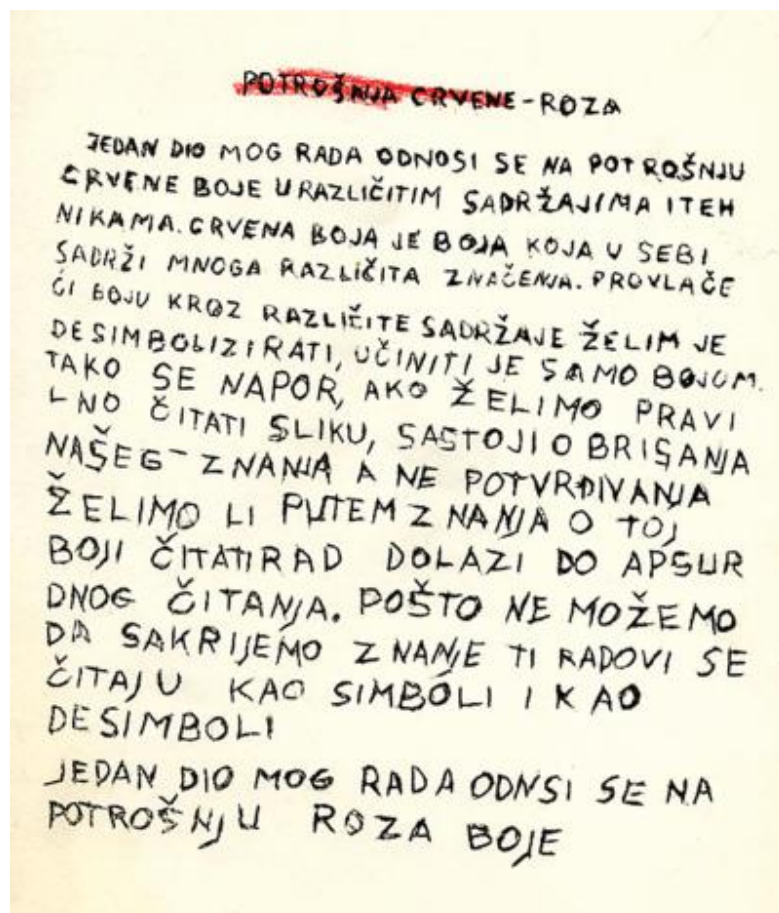 POTROŠNJA CRVENE-ROZA
JEDAN DIO MOG RADA ODNOSI SE NA POTROŠNJU
CRVENE BOJE U RAZLIČITIM SADRŽAJIMA I TEH
NIKAMA. CRVENA BOJA JE BOJA KOJA U SEBI
SADRŽI MNOGA RAZLIČITA ZNAČENJA. PROVLAČE
ĆI BOJU KROZ RAZLIČITE SADRŽAJE ŽELIM JE
DESIMBOLIZIRATI, UČINITI JE SAMO BOJOM.
TAKO SE NAPOR, AKO ŽELIMO PRAVI
LNO ČITATI SLIKU, SASTOJI O BRISANJA
NAŠEG-ZNANJA A NE POTVRĐIVANJA
ŽELIMO LI PUTEM ZNANJA O TOJ
BOJI ČITATI RAD DOLAZI DO APSUR
DNOG ČITANJA. POŠTO NE MOŽEMO
DA SAKRIJEMO ZNANJE TI RADOVI SE
ČITAJU KAO SIMBOLI I KAO
DESIMBOLI
JEDAN DIO MOG RADA ODNSI SE NA
POTROŠNJU ROZA BOJE